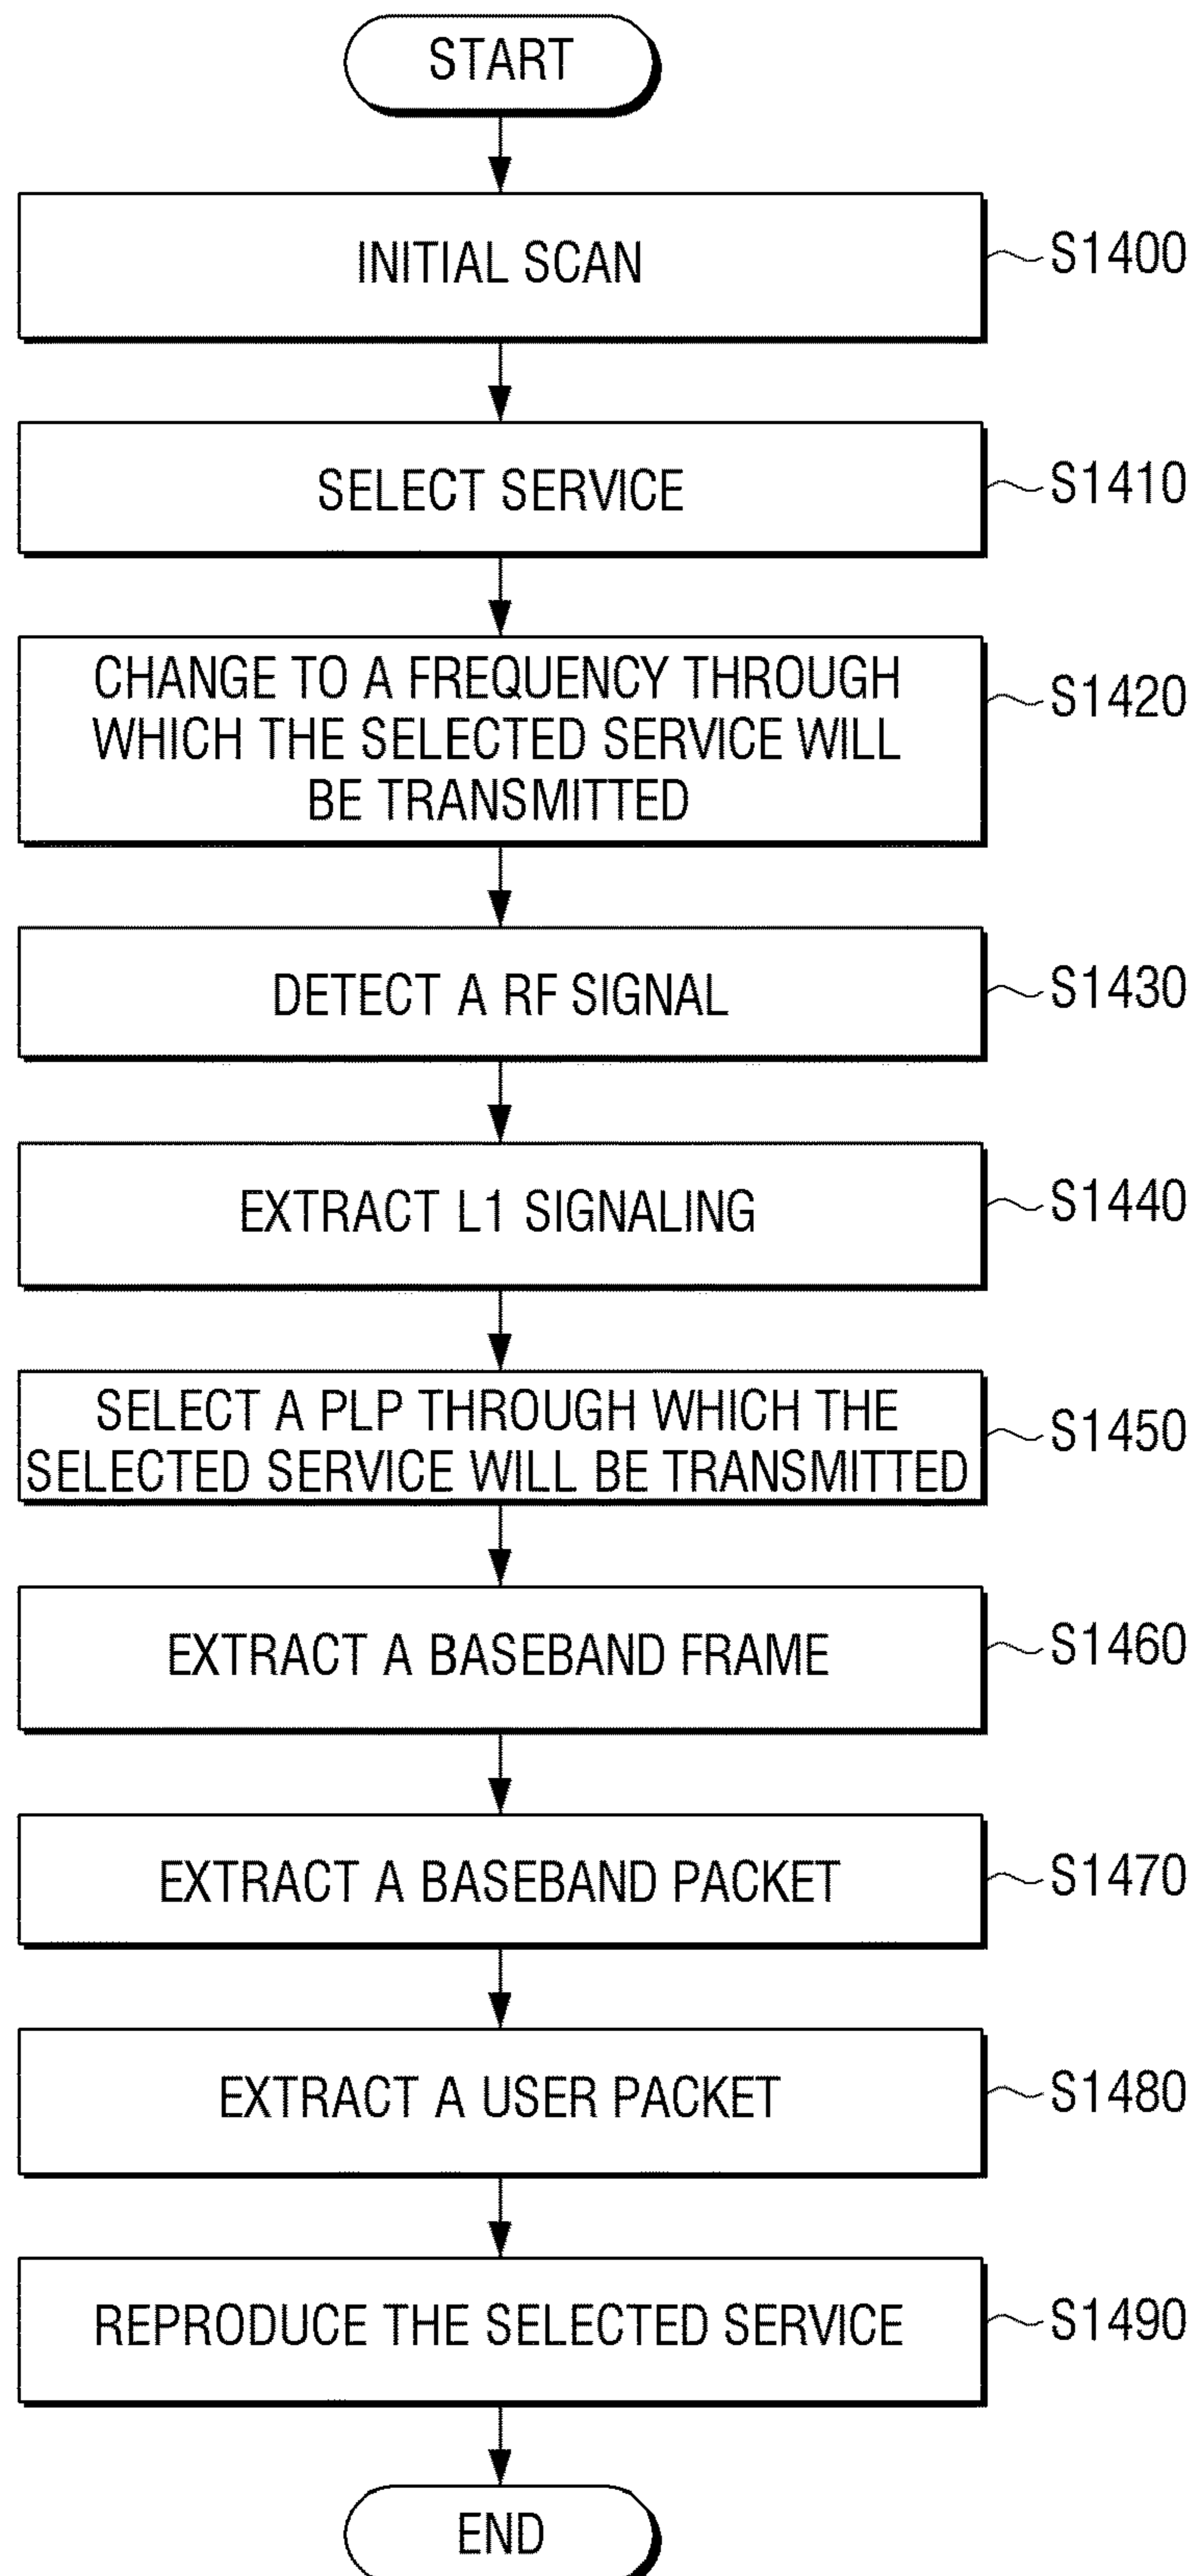 START
INITIAL SCAN
S1400
SELECT SERVICE
S1410
CHANGE TO A FREQUENCY THROUGH
WHICH THE SELECTED SERVICE WILL
BE TRANSMITTED
S1420
DETECT A RF SIGNAL
S1430
EXTRACT L1 SIGNALING
S1440
SELECT A PLP THROUGH WHICH THE
SELECTED SERVICE WILL BE TRANSMITTED
S1450
EXTRACT A BASEBAND FRAME
S1460
EXTRACT A BASEBAND PACKET
S1470
EXTRACT A USER PACKET
S1480
REPRODUCE THE SELECTED SERVICE
S1490
END